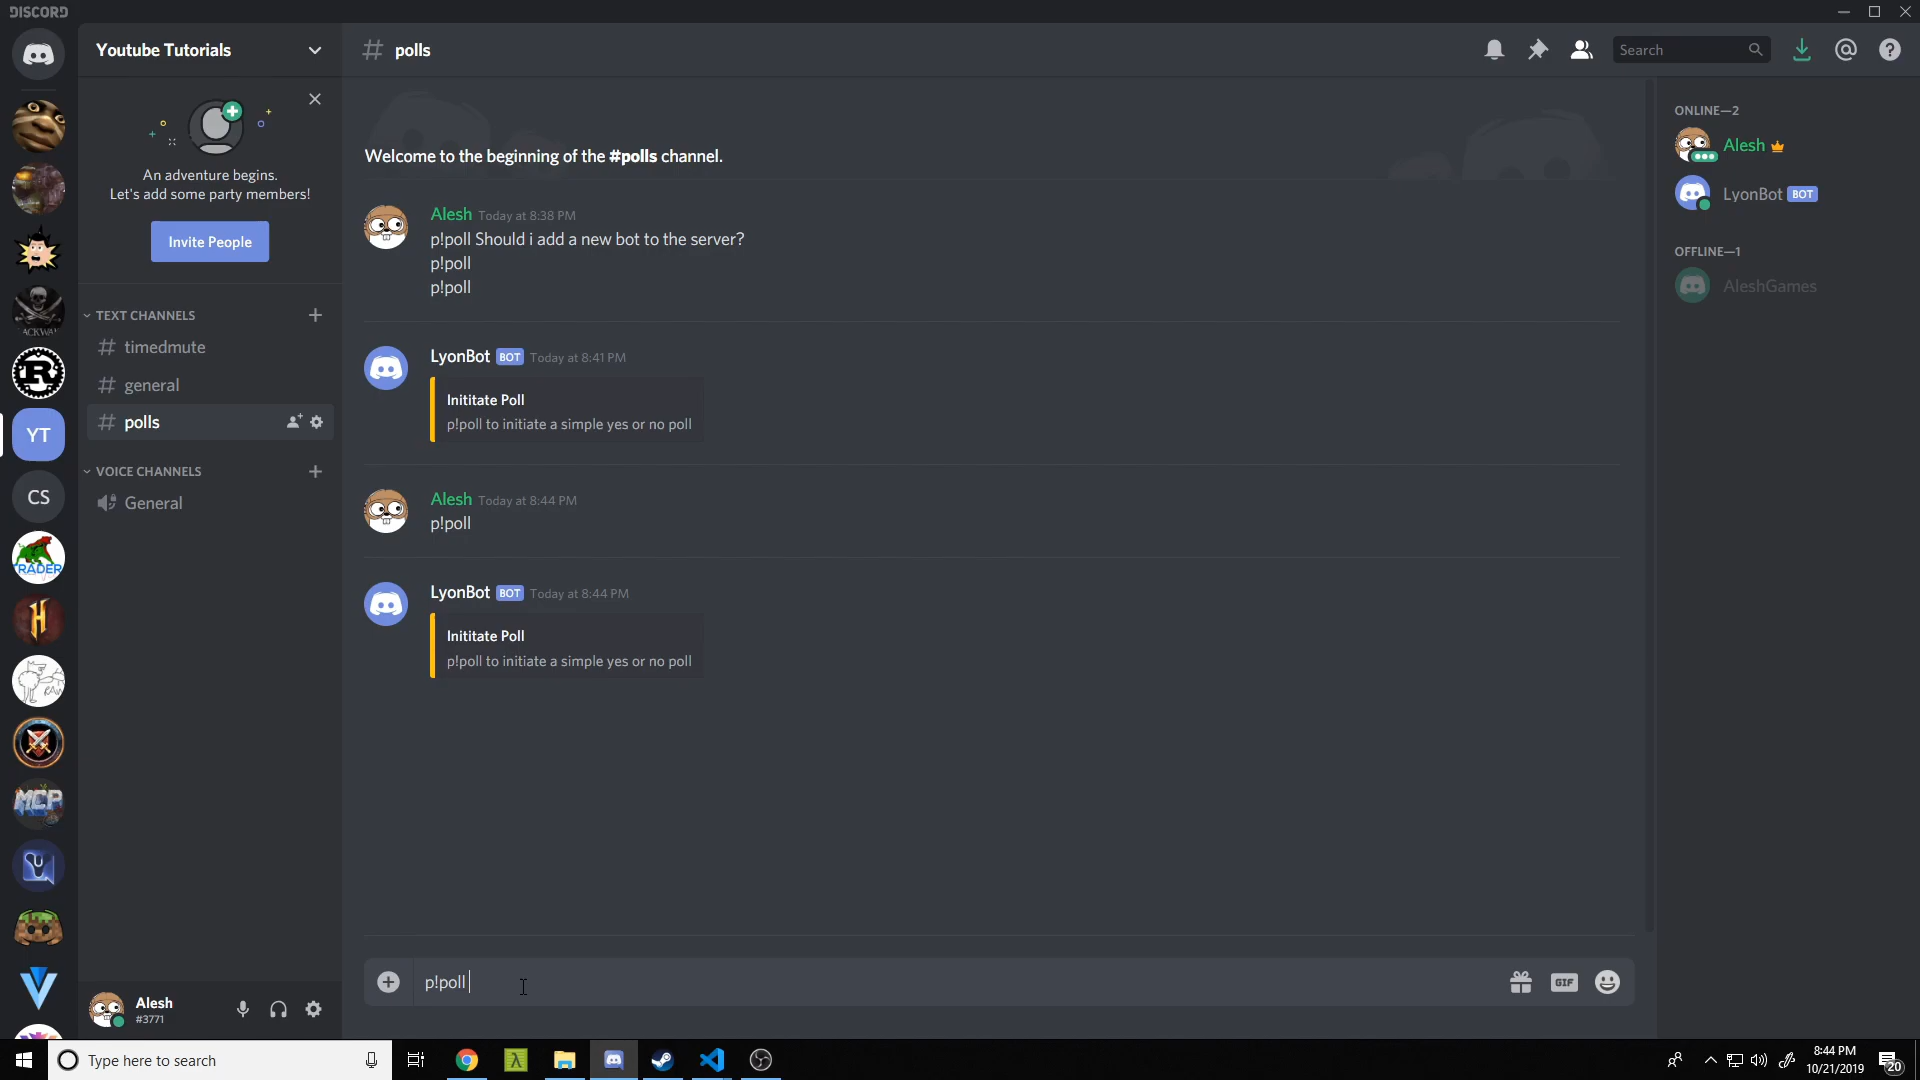 DISCORD
Youtube Tutorials
# polls
Search
An adventure begins.
Let's add some party members!
Invite People
TEXT CHANNELS
# timedmute
# general
# polls
VOICE CHANNELS
General
YT
CS
TRADER
MCP
Alesh
#3771
Welcome to the beginning of the #polls channel.
Alesh Today at 8:38 PM
p!poll Should i add a new bot to the server?
p!poll
p!poll
LyonBot BOT Today at 8:41 PM
Inititate Poll
p!poll to initiate a simple yes or no poll
Alesh Today at 8:44 PM
p!poll
LyonBot BOT Today at 8:44 PM
Inititate Poll
p!poll to initiate a simple yes or no poll
p!poll
GIF
ONLINE—2
Alesh
LyonBot BOT
OFFLINE—1
AleshGames
Type here to search
8:44 PM
10/21/2019
20